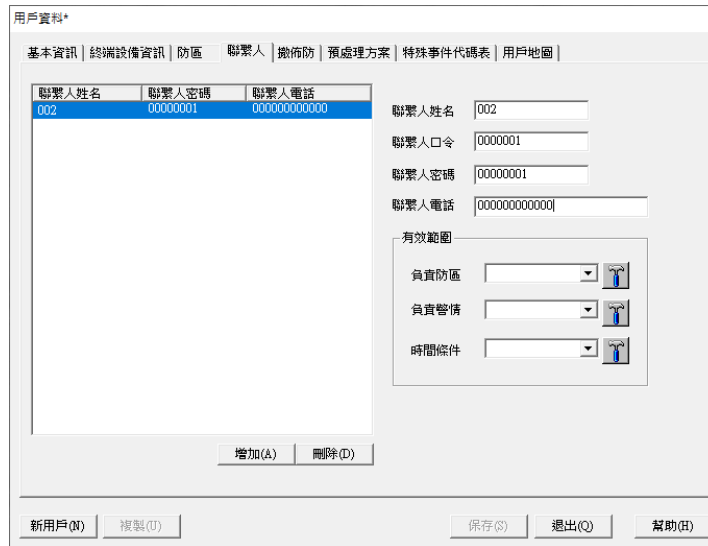 用戶資料*
基本資訊 終端設備資訊 防區 聯繫人 撤佈防 預處理方案 特殊事件代碼表 用戶地圖
聯繫人姓名 聯繫人密碼 聯繫人電話
002 00000001 000000000000
聯繫人姓名 002
聯繫人口令 0000001
聯繫人密碼 00000001
聯繫人電話 000000000000
有效範圍
負責防區
負責警情
時間條件
增加(A) 刪除(D)
新用戶(N) 複製(U) 保存(S) 退出(Q) 幫助(H)